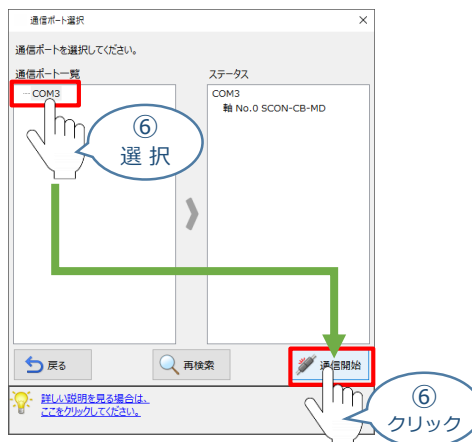 通信ポート選択
通信ポートを選択してください。
通信ポート一覧
ステータス
COM3
COM3
軸 No.0 SCON-CB-MD
⑥
選 択
戻る
再検索
通信開始
詳しい説明を見る場合は、
ここをクリックしてください。
⑥
クリック